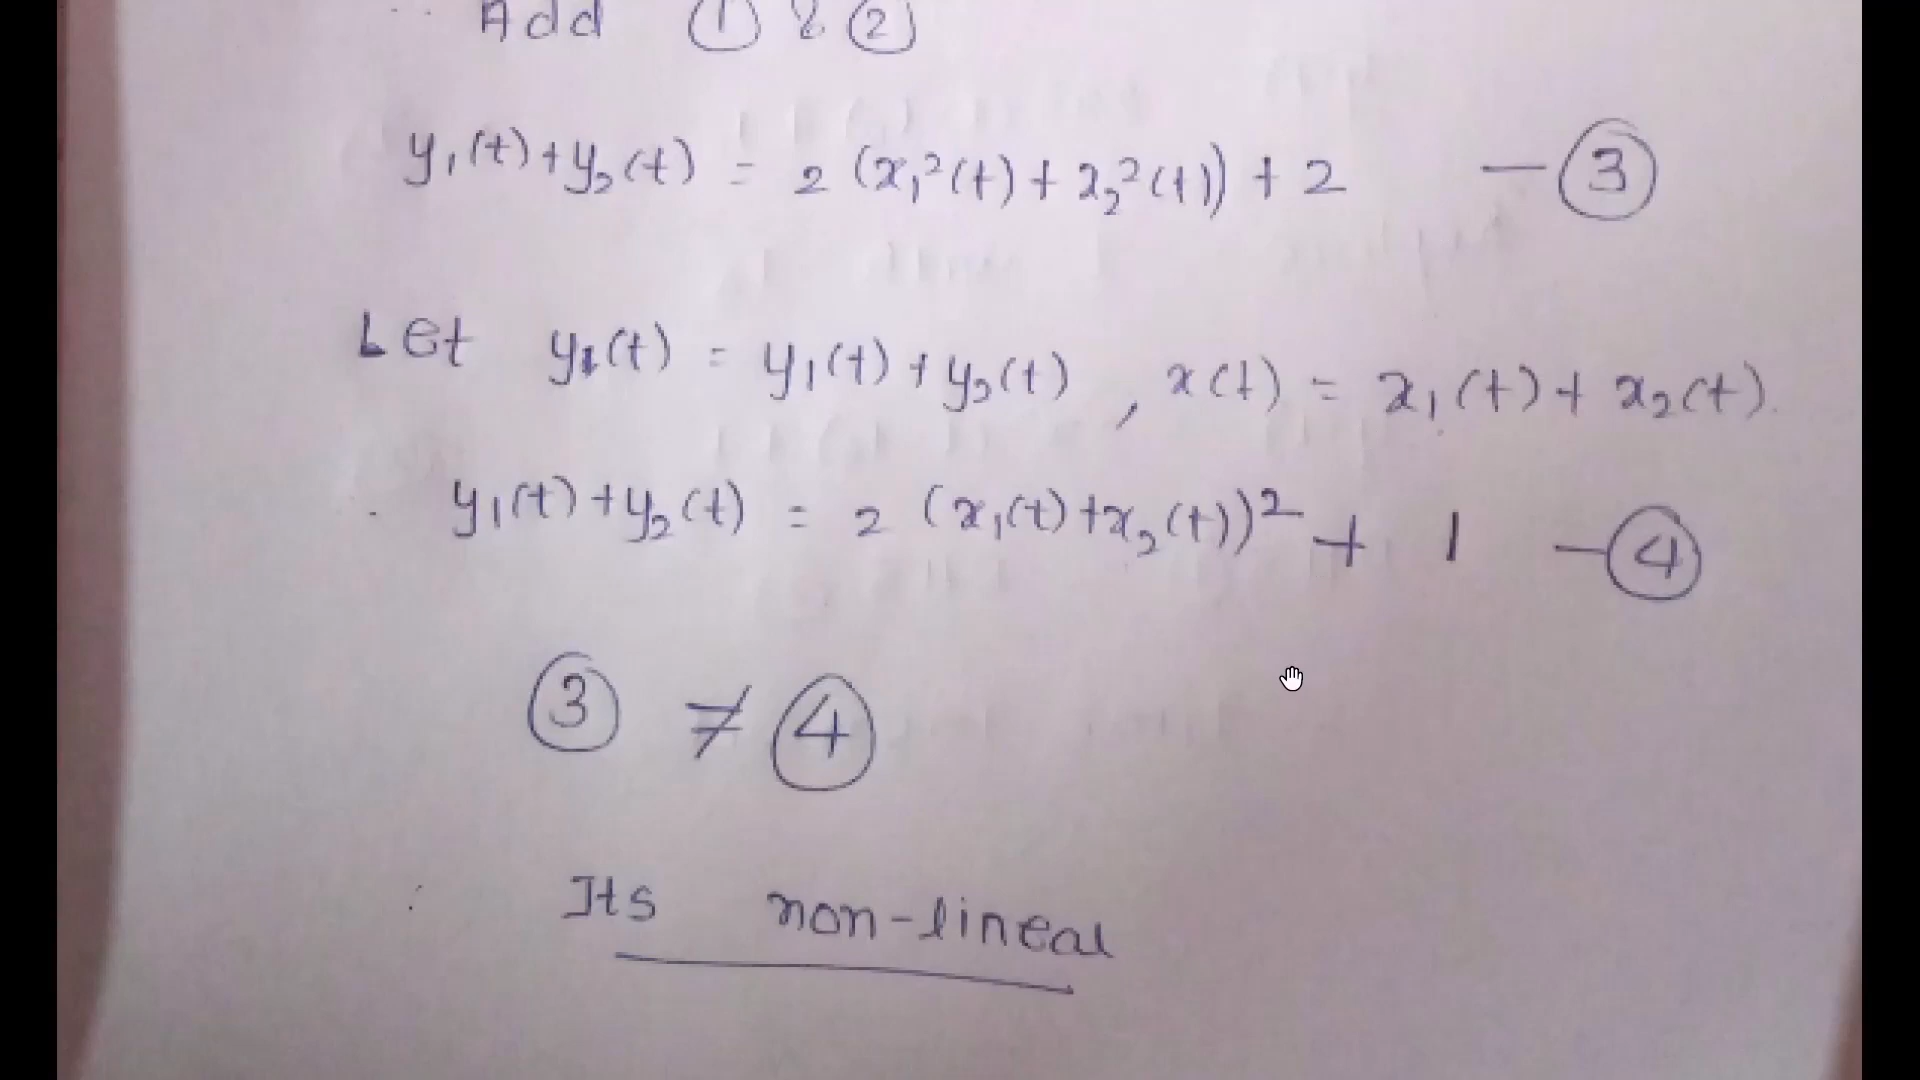 Add ① & ②
y₁(t)+y₂(t) = 2 (x₁²(t)+x₂²(t))+2 —③
Let y(t) = y₁(t)+y₂(t), x(t) = x₁(t)+x₂(t).
y₁(t)+y₂(t) = 2 (x₁(t)+x₂(t))² + 1 —④
③ ≠ ④
Its non-linear